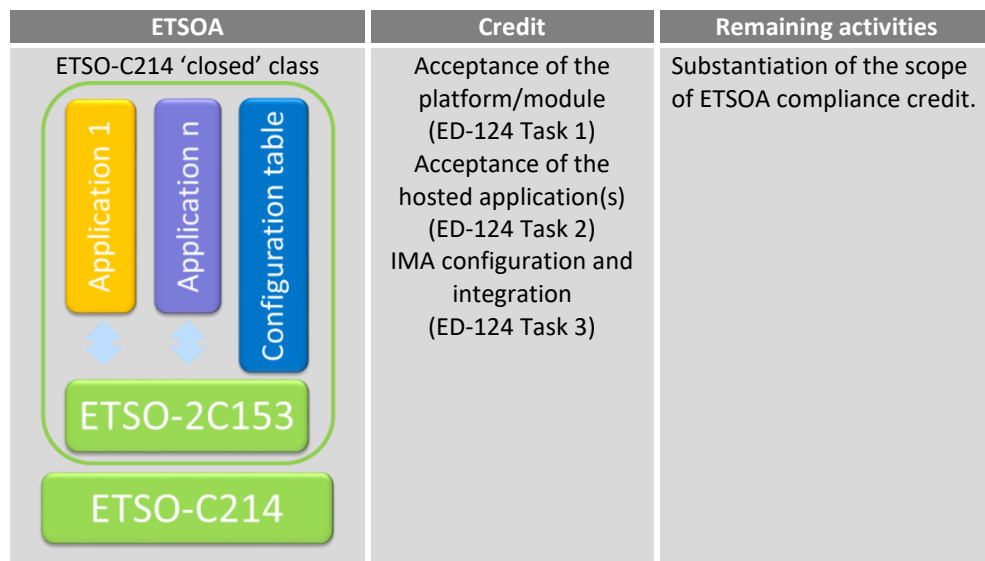 ETSOA
Credit
Remaining activities
ETSO-C214 ‘closed’ class
Application 1
Application n
Configuration table
ETSO-2C153
ETSO-C214
Acceptance of the
platform/module
(ED-124 Task 1)
Acceptance of the
hosted application(s)
(ED-124 Task 2)
IMA configuration and
integration
(ED-124 Task 3)
Substantiation of the scope
of ETSOA compliance credit.